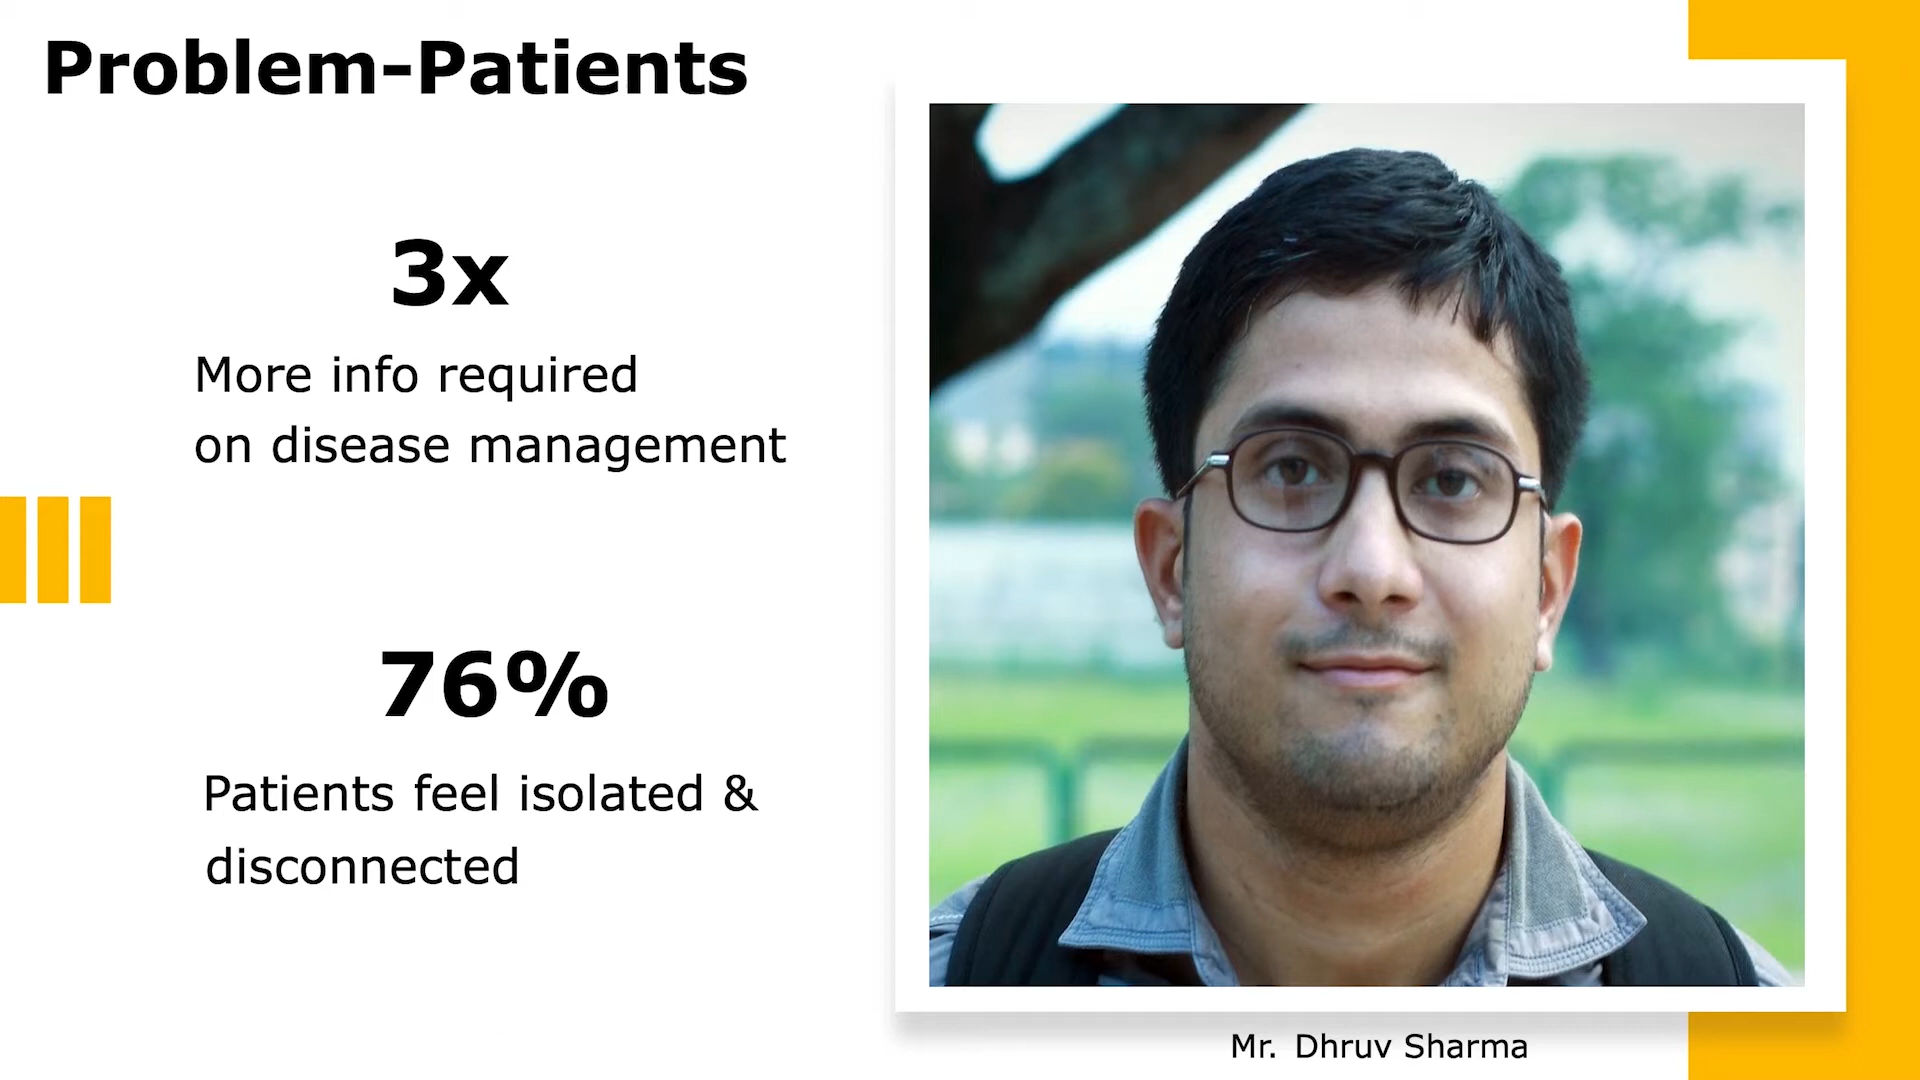 Problem-Patients
3x
More info required
on disease management
76%
Patients feel isolated &
disconnected
Mr. Dhruv Sharma